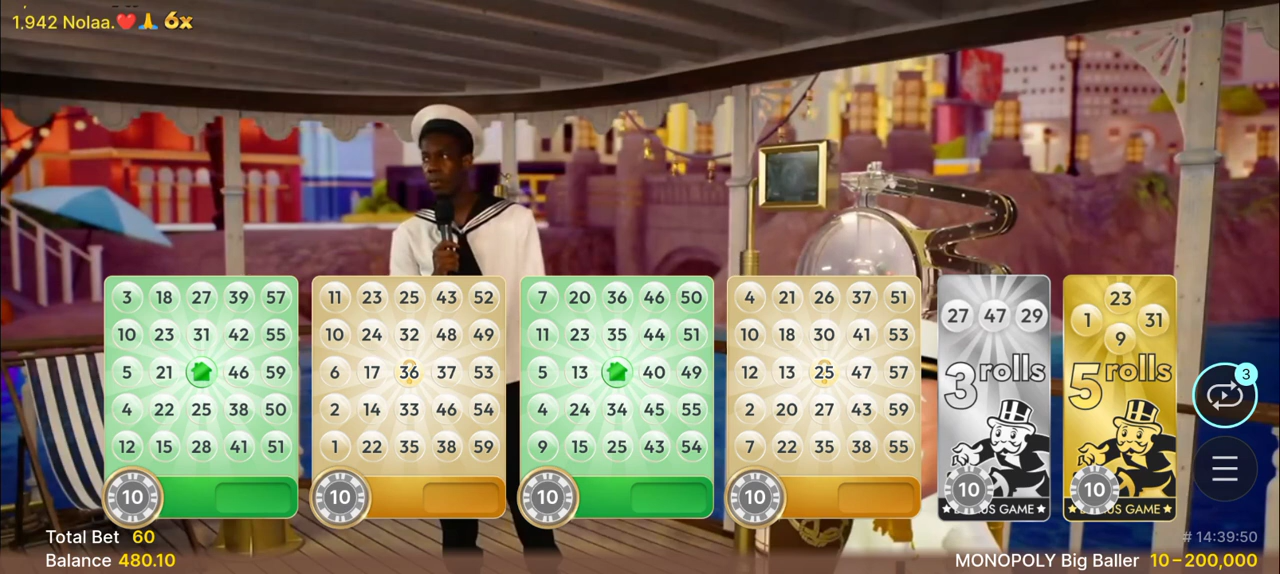 1,942 Nolaa.❤️🙏 6x
3 18 27 39 57
10 23 31 42 55
5 21 46 59
4 22 25 38 50
12 15 28 41 51
10
11 23 25 43 52
10 24 32 48 49
6 17 36 37 53
2 14 33 46 54
1 22 35 38 59
10
7 20 36 46 50
11 23 35 44 51
5 13 40 49
4 24 34 45 55
9 15 25 43 54
10
4 21 26 37 51
10 18 30 41 53
12 13 25 47 57
2 20 27 43 59
7 22 35 38 55
10
27 47 29
3 rolls
10
US GAME
23
1 31
9
5 rolls
10
US GAME
3
Total Bet 60
Balance 480.10
# 14:39:50
MONOPOLY Big Baller 10–200,000